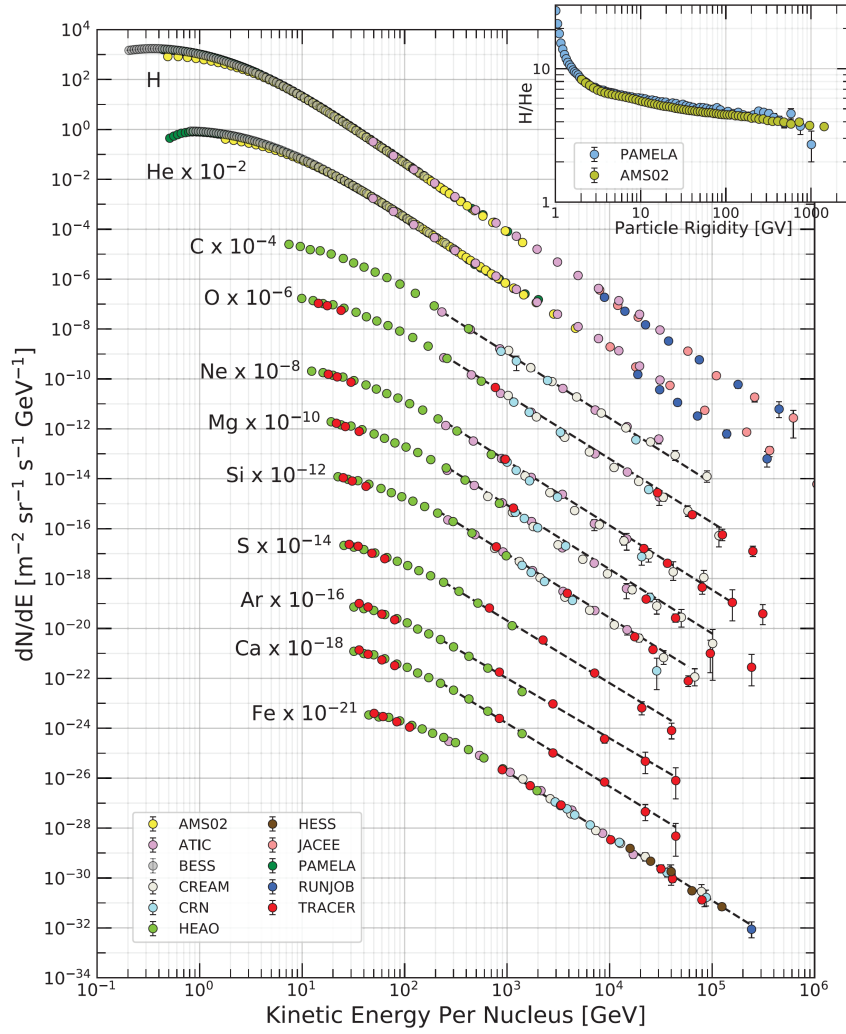 10^4
10^2
10^0
10^-2
10^-4
10^-6
10^-8
10^-10
10^-12
10^-14
10^-16
10^-18
10^-20
10^-22
10^-24
10^-26
10^-28
10^-30
10^-32
10^-34
dN/dE [m^-2 sr^-1 s^-1 GeV^-1]
H
He x 10^-2
C x 10^-4
O x 10^-6
Ne x 10^-8
Mg x 10^-10
Si x 10^-12
S x 10^-14
Ar x 10^-16
Ca x 10^-18
Fe x 10^-21
10
1
H/He
PAMELA
AMS02
1 10 100 1000
Particle Rigidity [GV]
AMS02
ATIC
BESS
CREAM
CRN
HEAO
HESS
JACEE
PAMELA
RUNJOB
TRACER
10^-1 10^0 10^1 10^2 10^3 10^4 10^5 10^6
Kinetic Energy Per Nucleus [GeV]